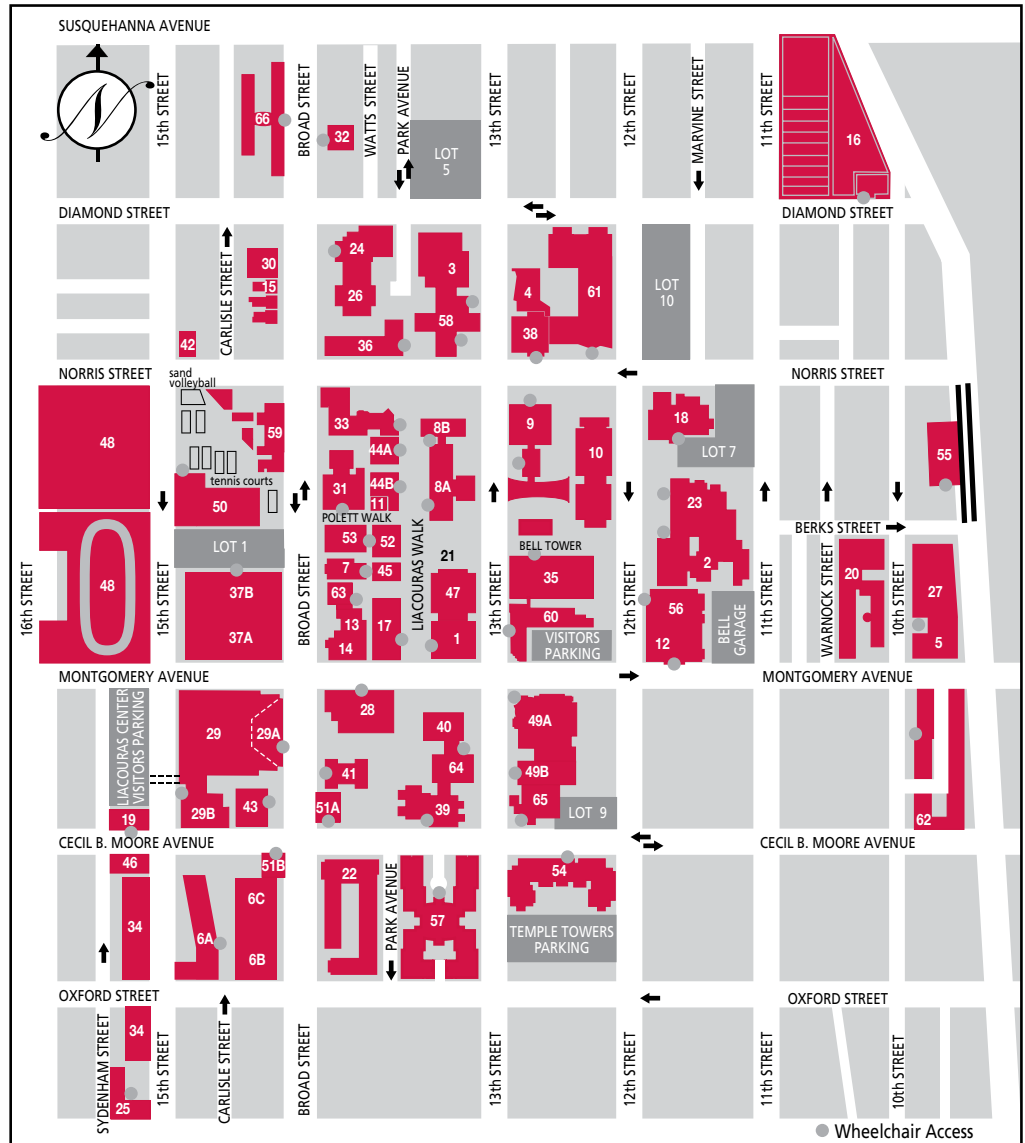 SUSQUEHANNA AVENUE
N
15th STREET
BROAD STREET
WATTS STREET
PARK AVENUE
13th STREET
12th STREET
MARVINE STREET
11th STREET
66
32
LOT
5
16
DIAMOND STREET
DIAMOND STREET
CARLISLE STREET
30
15
42
24
26
36
3
58
4
38
61
LOT
10
NORRIS STREET
NORRIS STREET
sand
volleyball
48
59
tennis courts
50
33
44A
44B
11
31
8B
8A
9
10
18
LOT 7
23
2
55
POLETT WALK
BERKS STREET
LOT 1
53
52
LIACOURAS WALK
21
BELL TOWER
48
16th STREET
15th STREET
37B
37A
BROAD STREET
7
45
63
13
14
17
47
1
13th STREET
35
60
VISITORS
PARKING
12th STREET
56
12
BELL
GARAGE
11th STREET
WARNOCK STREET
20
10th STREET
27
5
MONTGOMERY AVENUE
MONTGOMERY AVENUE
LIACOURAS CENTER
VISITORS PARKING
29
29A
29B
43
19
28
41
51A
40
64
39
49A
49B
65
LOT 9
62
CECIL B. MOORE AVENUE
CECIL B. MOORE AVENUE
46
34
6A
51B
6C
6B
22
PARK AVENUE
57
54
TEMPLE TOWERS
PARKING
OXFORD STREET
OXFORD STREET
34
25
SYDENHAM STREET
15th STREET
CARLISLE STREET
BROAD STREET
13th STREET
12th STREET
11th STREET
10th STREET
Wheelchair Access